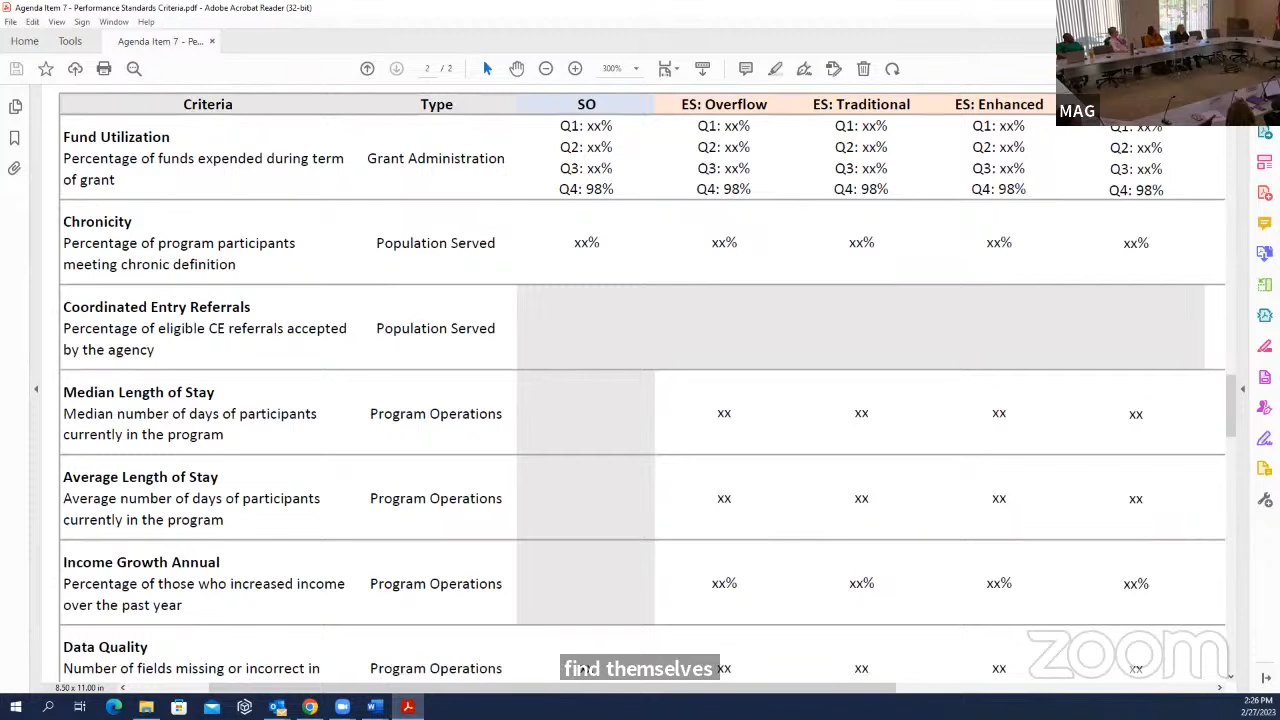 Agenda Item 7 - Performance Standards Criteria.pdf - Adobe Acrobat Reader (32-bit)
File Edit View Sign Window Help
Home Tools Agenda Item 7 - Pe... ×
2 / 2 300%
MAG
Criteria Type SO ES: Overflow ES: Traditional ES: Enhanced
Fund Utilization
Percentage of funds expended during term
of grant
Grant Administration
Q1: xx% Q1: xx% Q1: xx% Q1: xx% Q1: xx%
Q2: xx% Q2: xx% Q2: xx% Q2: xx% Q2: xx%
Q3: xx% Q3: xx% Q3: xx% Q3: xx% Q3: xx%
Q4: 98% Q4: 98% Q4: 98% Q4: 98% Q4: 98%
Chronicity
Percentage of program participants
meeting chronic definition
Population Served xx% xx% xx% xx% xx%
Coordinated Entry Referrals
Percentage of eligible CE referrals accepted
by the agency
Population Served
Median Length of Stay
Median number of days of participants
currently in the program
Program Operations xx xx xx xx
Average Length of Stay
Average number of days of participants
currently in the program
Program Operations xx xx xx xx
Income Growth Annual
Percentage of those who increased income
over the past year
Program Operations xx% xx% xx% xx%
Data Quality
Number of fields missing or incorrect in
Program Operations xx xx xx xx
find themselves
zoom
8.50 x 11.00 in
2:26 PM
2/27/2023